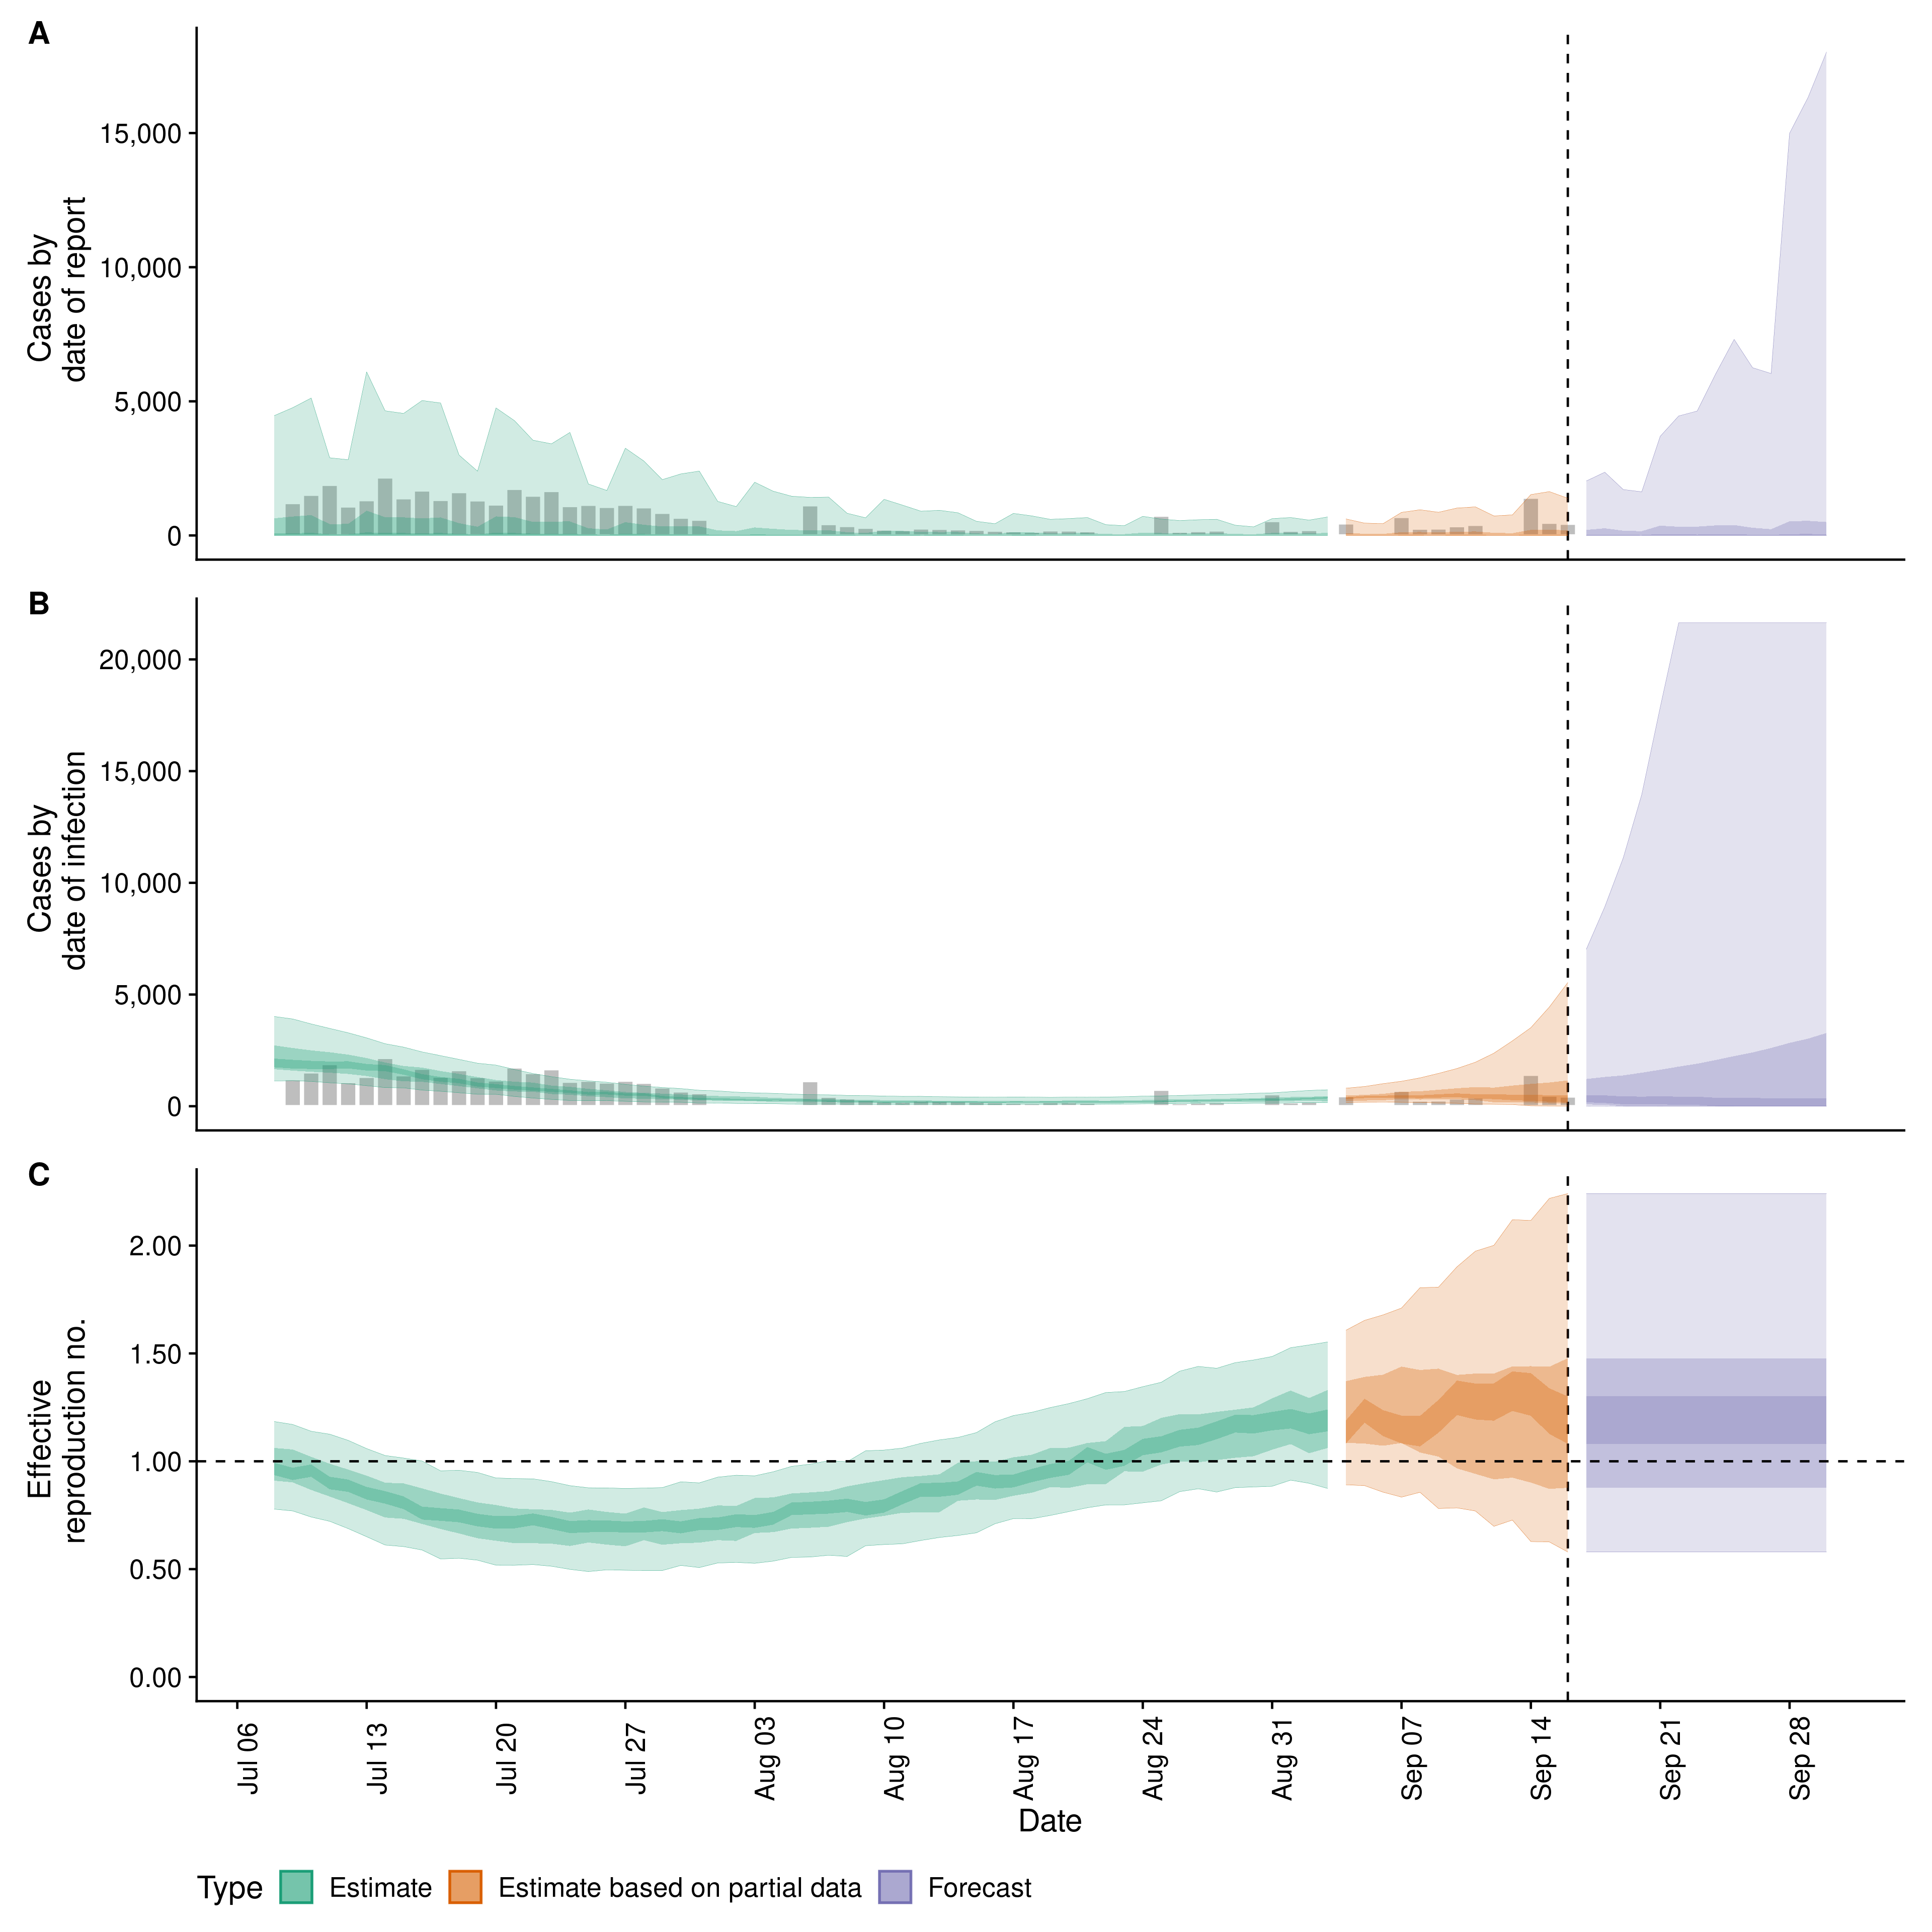 A
Cases by
date of report
15,000
10,000
5,000
0
B
Cases by
date of infection
20,000
15,000
10,000
5,000
0
C
Effective
reproduction no.
2.00
1.50
1.00
0.50
0.00
Jul 06
Jul 13
Jul 20
Jul 27
Aug 03
Aug 10
Aug 17
Aug 24
Aug 31
Sep 07
Sep 14
Sep 21
Sep 28
Date
Type Estimate Estimate based on partial data Forecast